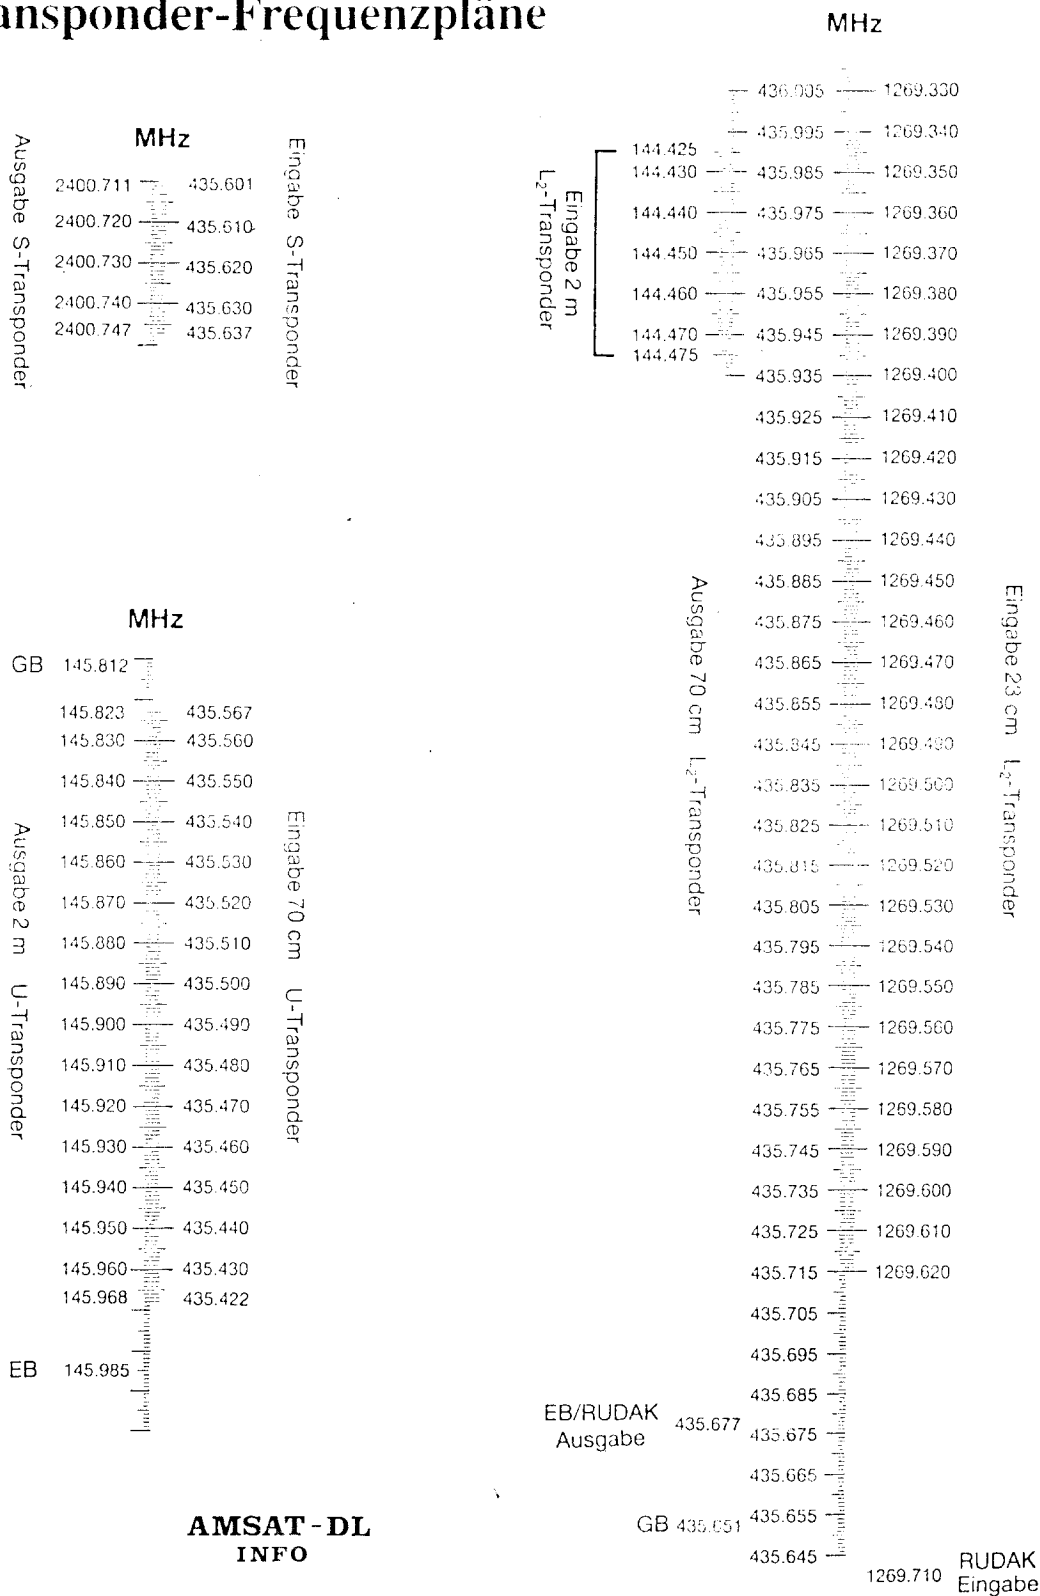 ansponder-Frequenzpläne
MHz
Ausgabe S-Transponder
Eingabe S-Transponder
2400.711 435.601
2400.720 435.610
2400.730 435.620
2400.740 435.630
2400.747 435.637
MHz
GB 145.812
145.823 435.567
145.830 435.560
145.840 435.550
145.850 435.540
145.860 435.530
145.870 435.520
145.880 435.510
145.890 435.500
145.900 435.490
145.910 435.480
145.920 435.470
145.930 435.460
145.940 435.450
145.950 435.440
145.960 435.430
145.968 435.422
EB 145.985
Ausgabe 2 m U-Transponder
Eingabe 70 cm U-Transponder
AMSAT-DL
INFO
MHz
Eingabe 2 m
L₂-Transponder
436.005 1269.330
435.995 1269.340
144.425
144.430 435.985 1269.350
144.440 435.975 1269.360
144.450 435.965 1269.370
144.460 435.955 1269.380
144.470 435.945 1269.390
144.475
435.935 1269.400
435.925 1269.410
435.915 1269.420
435.905 1269.430
435.895 1269.440
435.885 1269.450
435.875 1269.460
435.865 1269.470
435.855 1269.480
435.845 1269.490
435.835 1269.500
435.825 1269.510
435.815 1269.520
435.805 1269.530
435.795 1269.540
435.785 1269.550
435.775 1269.560
435.765 1269.570
435.755 1269.580
435.745 1269.590
435.735 1269.600
435.725 1269.610
435.715 1269.620
435.705
435.695
435.685
EB/RUDAK
Ausgabe
435.677
435.675
435.665
435.655
GB 435.651
435.645
1269.710
RUDAK
Eingabe
Ausgabe 70 cm L₂-Transponder
Eingabe 23 cm L₂-Transponder